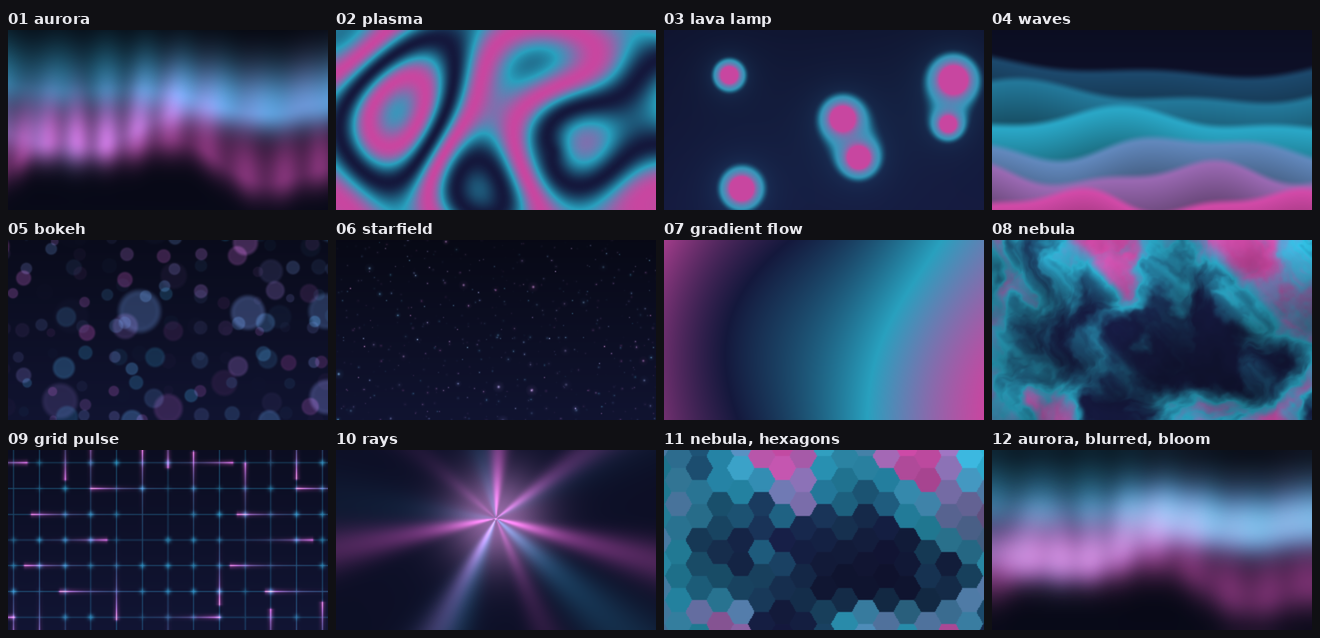 01 aurora
02 plasma
03 lava lamp
04 waves
05 bokeh
06 starfield
07 gradient flow
08 nebula
09 grid pulse
10 rays
11 nebula, hexagons
12 aurora, blurred, bloom